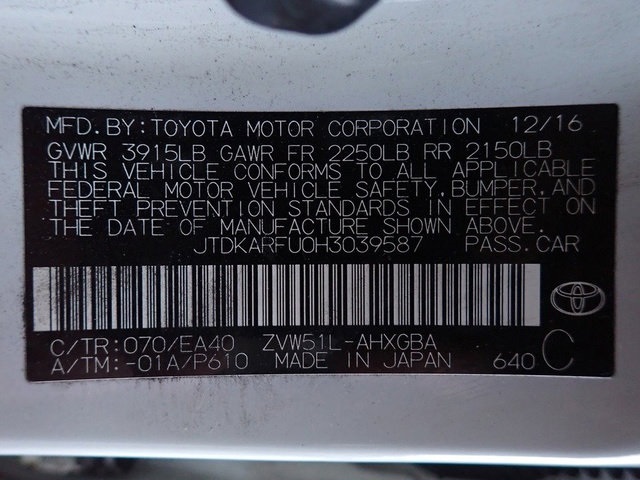 MFD. BY: TOYOTA MOTOR CORPORATION 12/16
GVWR 3915LB GAWR FR 2250LB RR 2150LB
THIS VEHICLE CONFORMS TO ALL APPLICABLE
FEDERAL MOTOR VEHICLE SAFETY, BUMPER, AND
THEFT PREVENTION STANDARDS IN EFFECT ON
THE DATE OF MANUFACTURE SHOWN ABOVE.
JTDKARFU0H3039587 PASS. CAR
C/TR: 070/EA40 ZVW51L-AHXGBA
A/TM: -01A/P610 MADE IN JAPAN 640 C